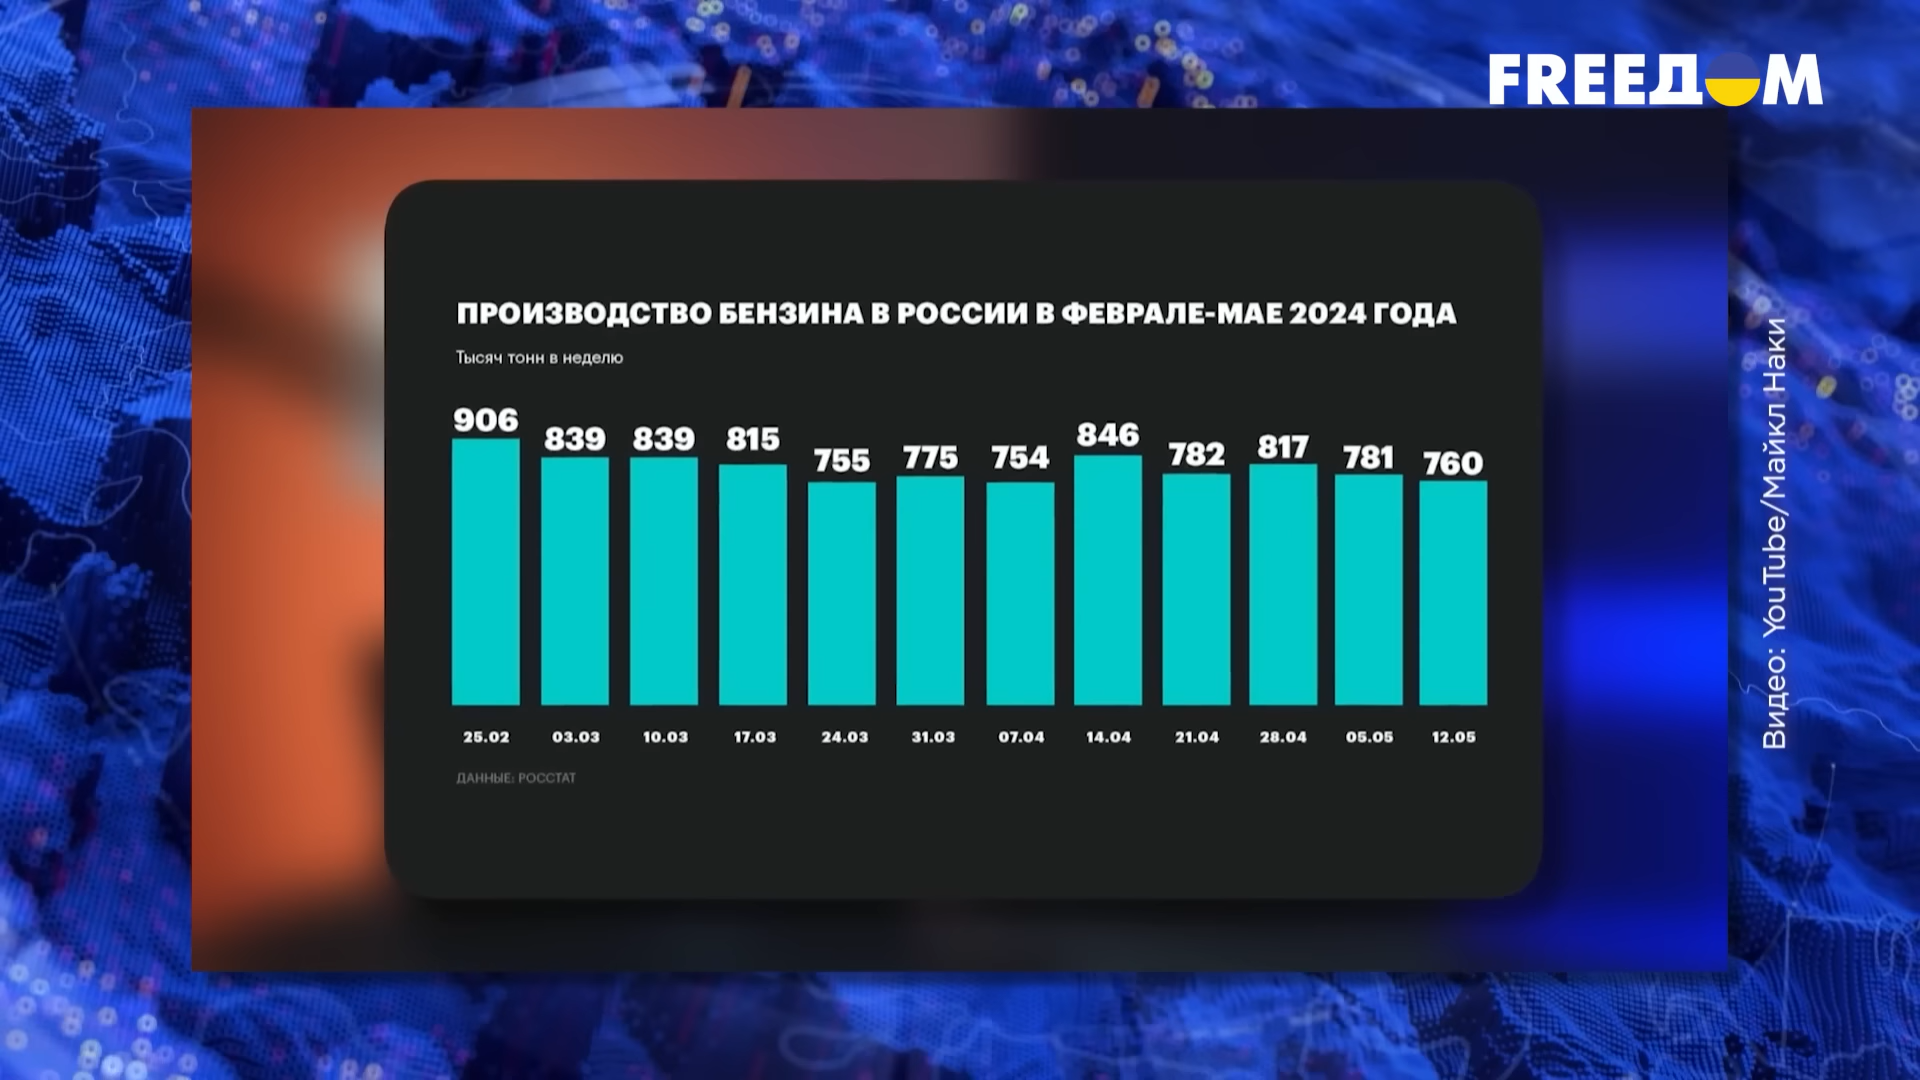 FREEДOM
ПРОИЗВОДСТВО БЕНЗИНА В РОССИИ В ФЕВРАЛЕ-МАЕ 2024 ГОДА
Тысяч тонн в неделю
906 839 839 815 755 775 754 846 782 817 781 760
25.02 03.03 10.03 17.03 24.03 31.03 07.04 14.04 21.04 28.04 05.05 12.05
ДАННЫЕ: РОССТАТ
Видео: YouTube/Майкл Наки